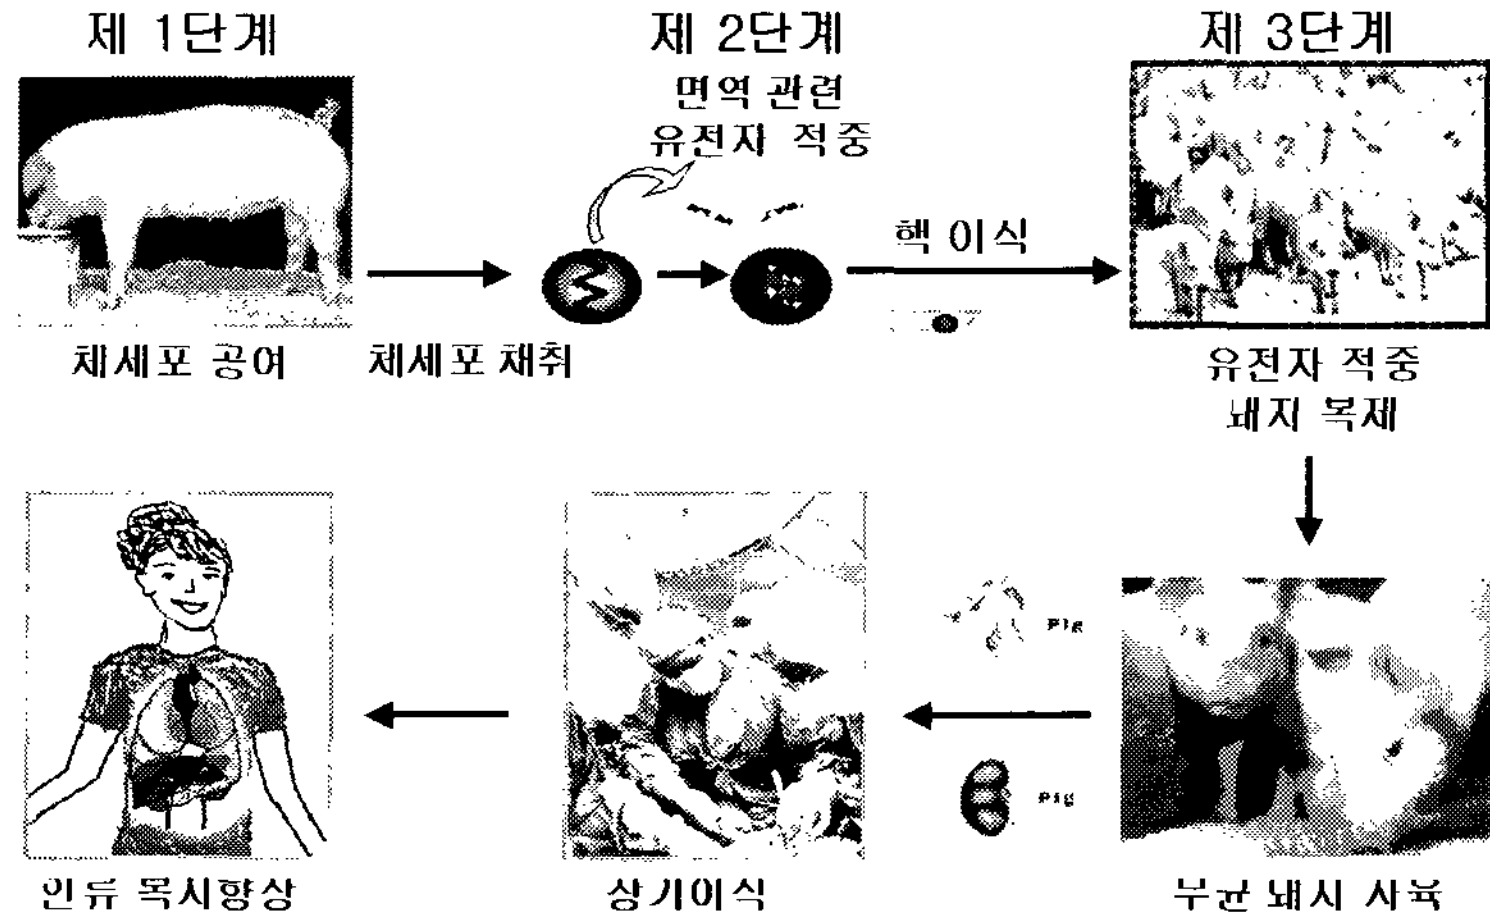 제 1단계
제 2단계
제 3단계
면역 관련
유전자 적중
핵 이식
체세포 공여
체세포 채취
유전자 적중
돼지 복제
Pig
Pig
인류 복지향상
장기이식
무균 돼지 사육